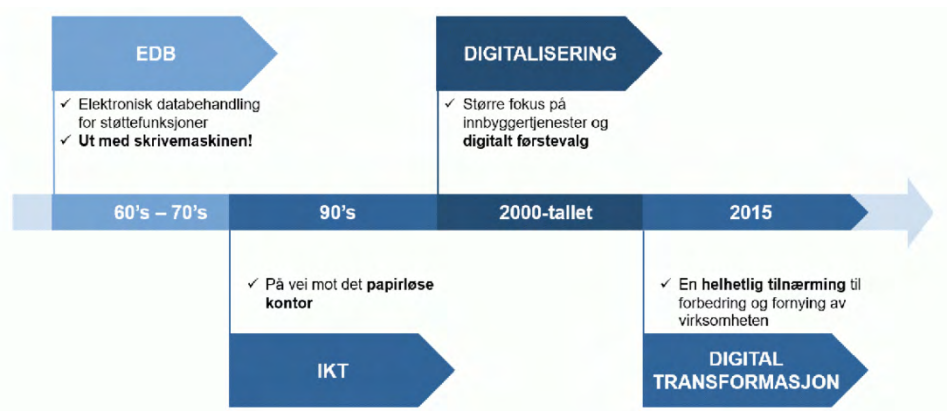 EDB
✓ Elektronisk databehandling
for støttefunksjoner
✓ Ut med skrivemaskinen!
DIGITALISERING
✓ Større fokus på
innbyggertjenester og
digitalt førstevalg
60's – 70's
90's
2000-tallet
2015
✓ På vei mot det papirløse
kontor
IKT
✓ En helhetlig tilnærming til
forbedring og fornying av
virksomheten
DIGITAL
TRANSFORMASJON